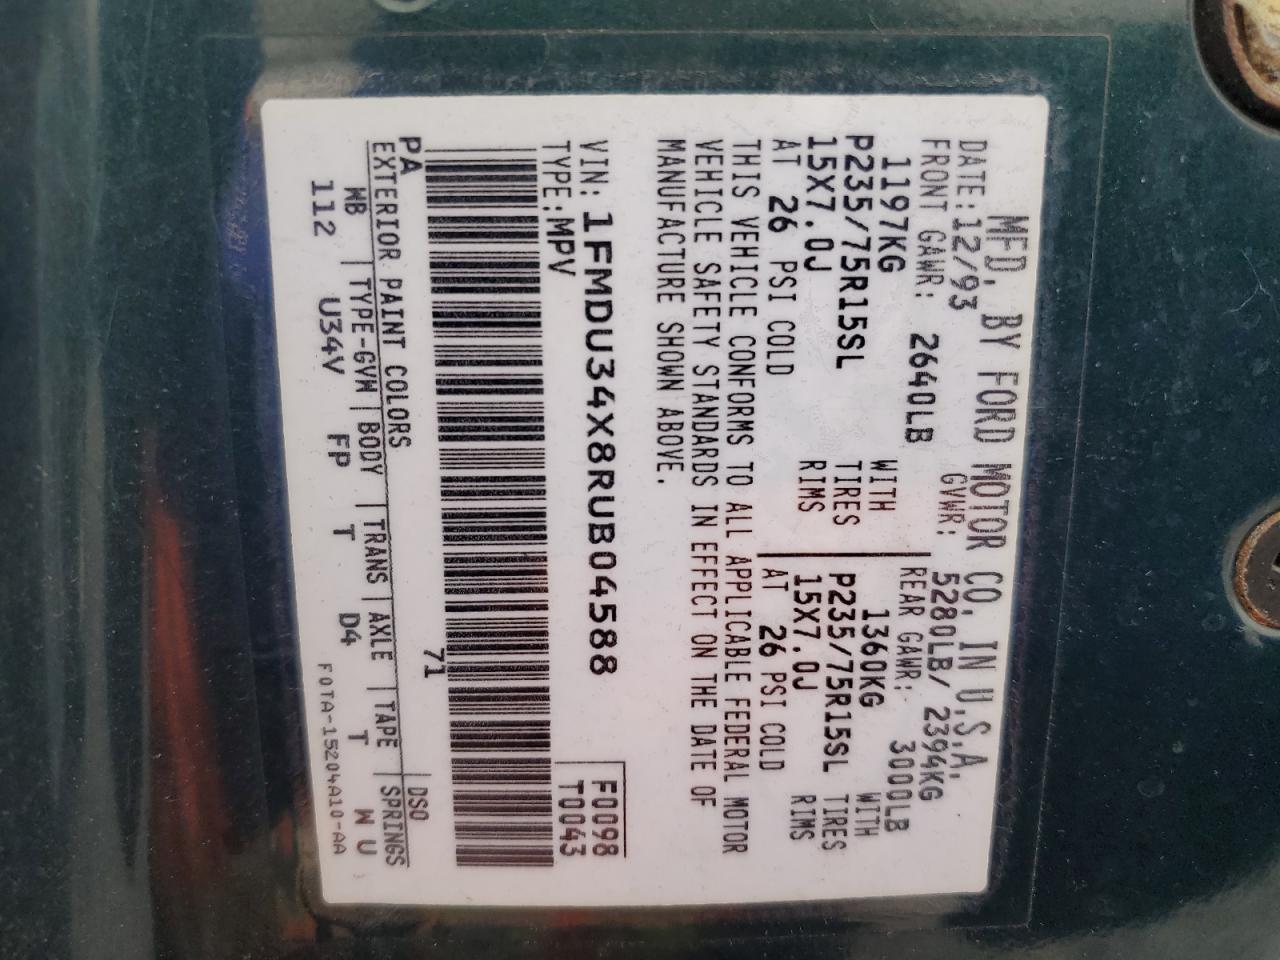 MFD. BY FORD MOTOR CO. IN U.S.A.
DATE: 12/93 GVWR: 5280LB/ 2394KG
FRONT GAWR: 2640LB REAR GAWR: 3000LB
1197KG WITH 1360KG WITH
P235/75R15SL TIRES P235/75R15SL TIRES
15X7.0J RIMS 15X7.0J RIMS
AT 26 PSI COLD AT 26 PSI COLD
THIS VEHICLE CONFORMS TO ALL APPLICABLE FEDERAL MOTOR
VEHICLE SAFETY STANDARDS IN EFFECT ON THE DATE OF
MANUFACTURE SHOWN ABOVE.
VIN: 1FMDU34X8RUB04588 F0098
TYPE: MPV T0043
71
PA
EXTERIOR PAINT COLORS DSO
WB TYPE-GVM BODY TRANS AXLE TAPE SPRINGS
112 U34V FP T D4 T M U
F0TA-15204A10-AA